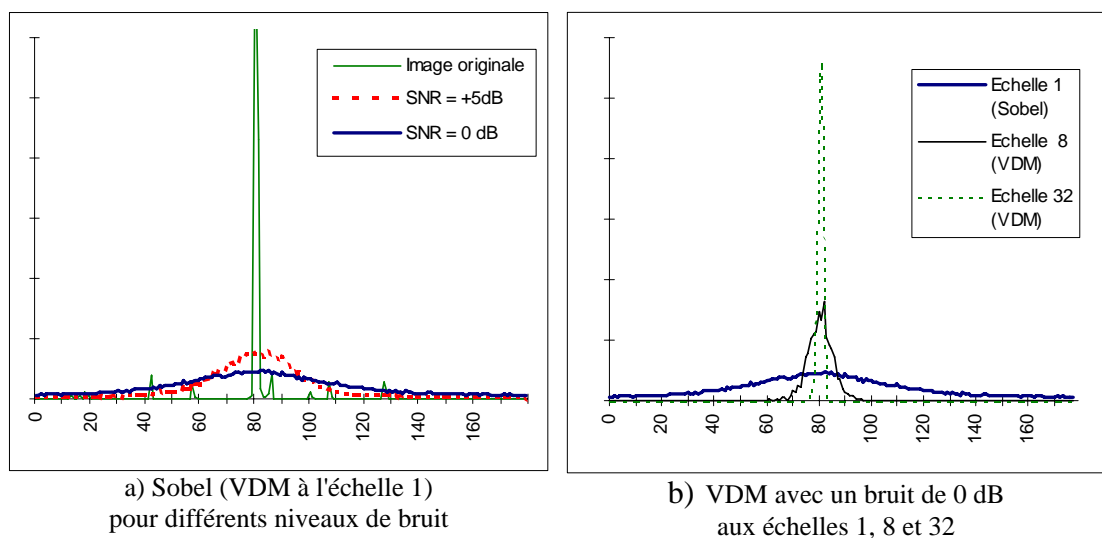 Image originale
SNR = +5dB
SNR = 0 dB
0
20
40
60
80
100
120
140
160
a) Sobel (VDM à l'échelle 1)
pour différents niveaux de bruit
Echelle 1
(Sobel)
Echelle 8
(VDM)
Echelle 32
(VDM)
0
20
40
60
80
100
120
140
160
b) VDM avec un bruit de 0 dB
aux échelles 1, 8 et 32